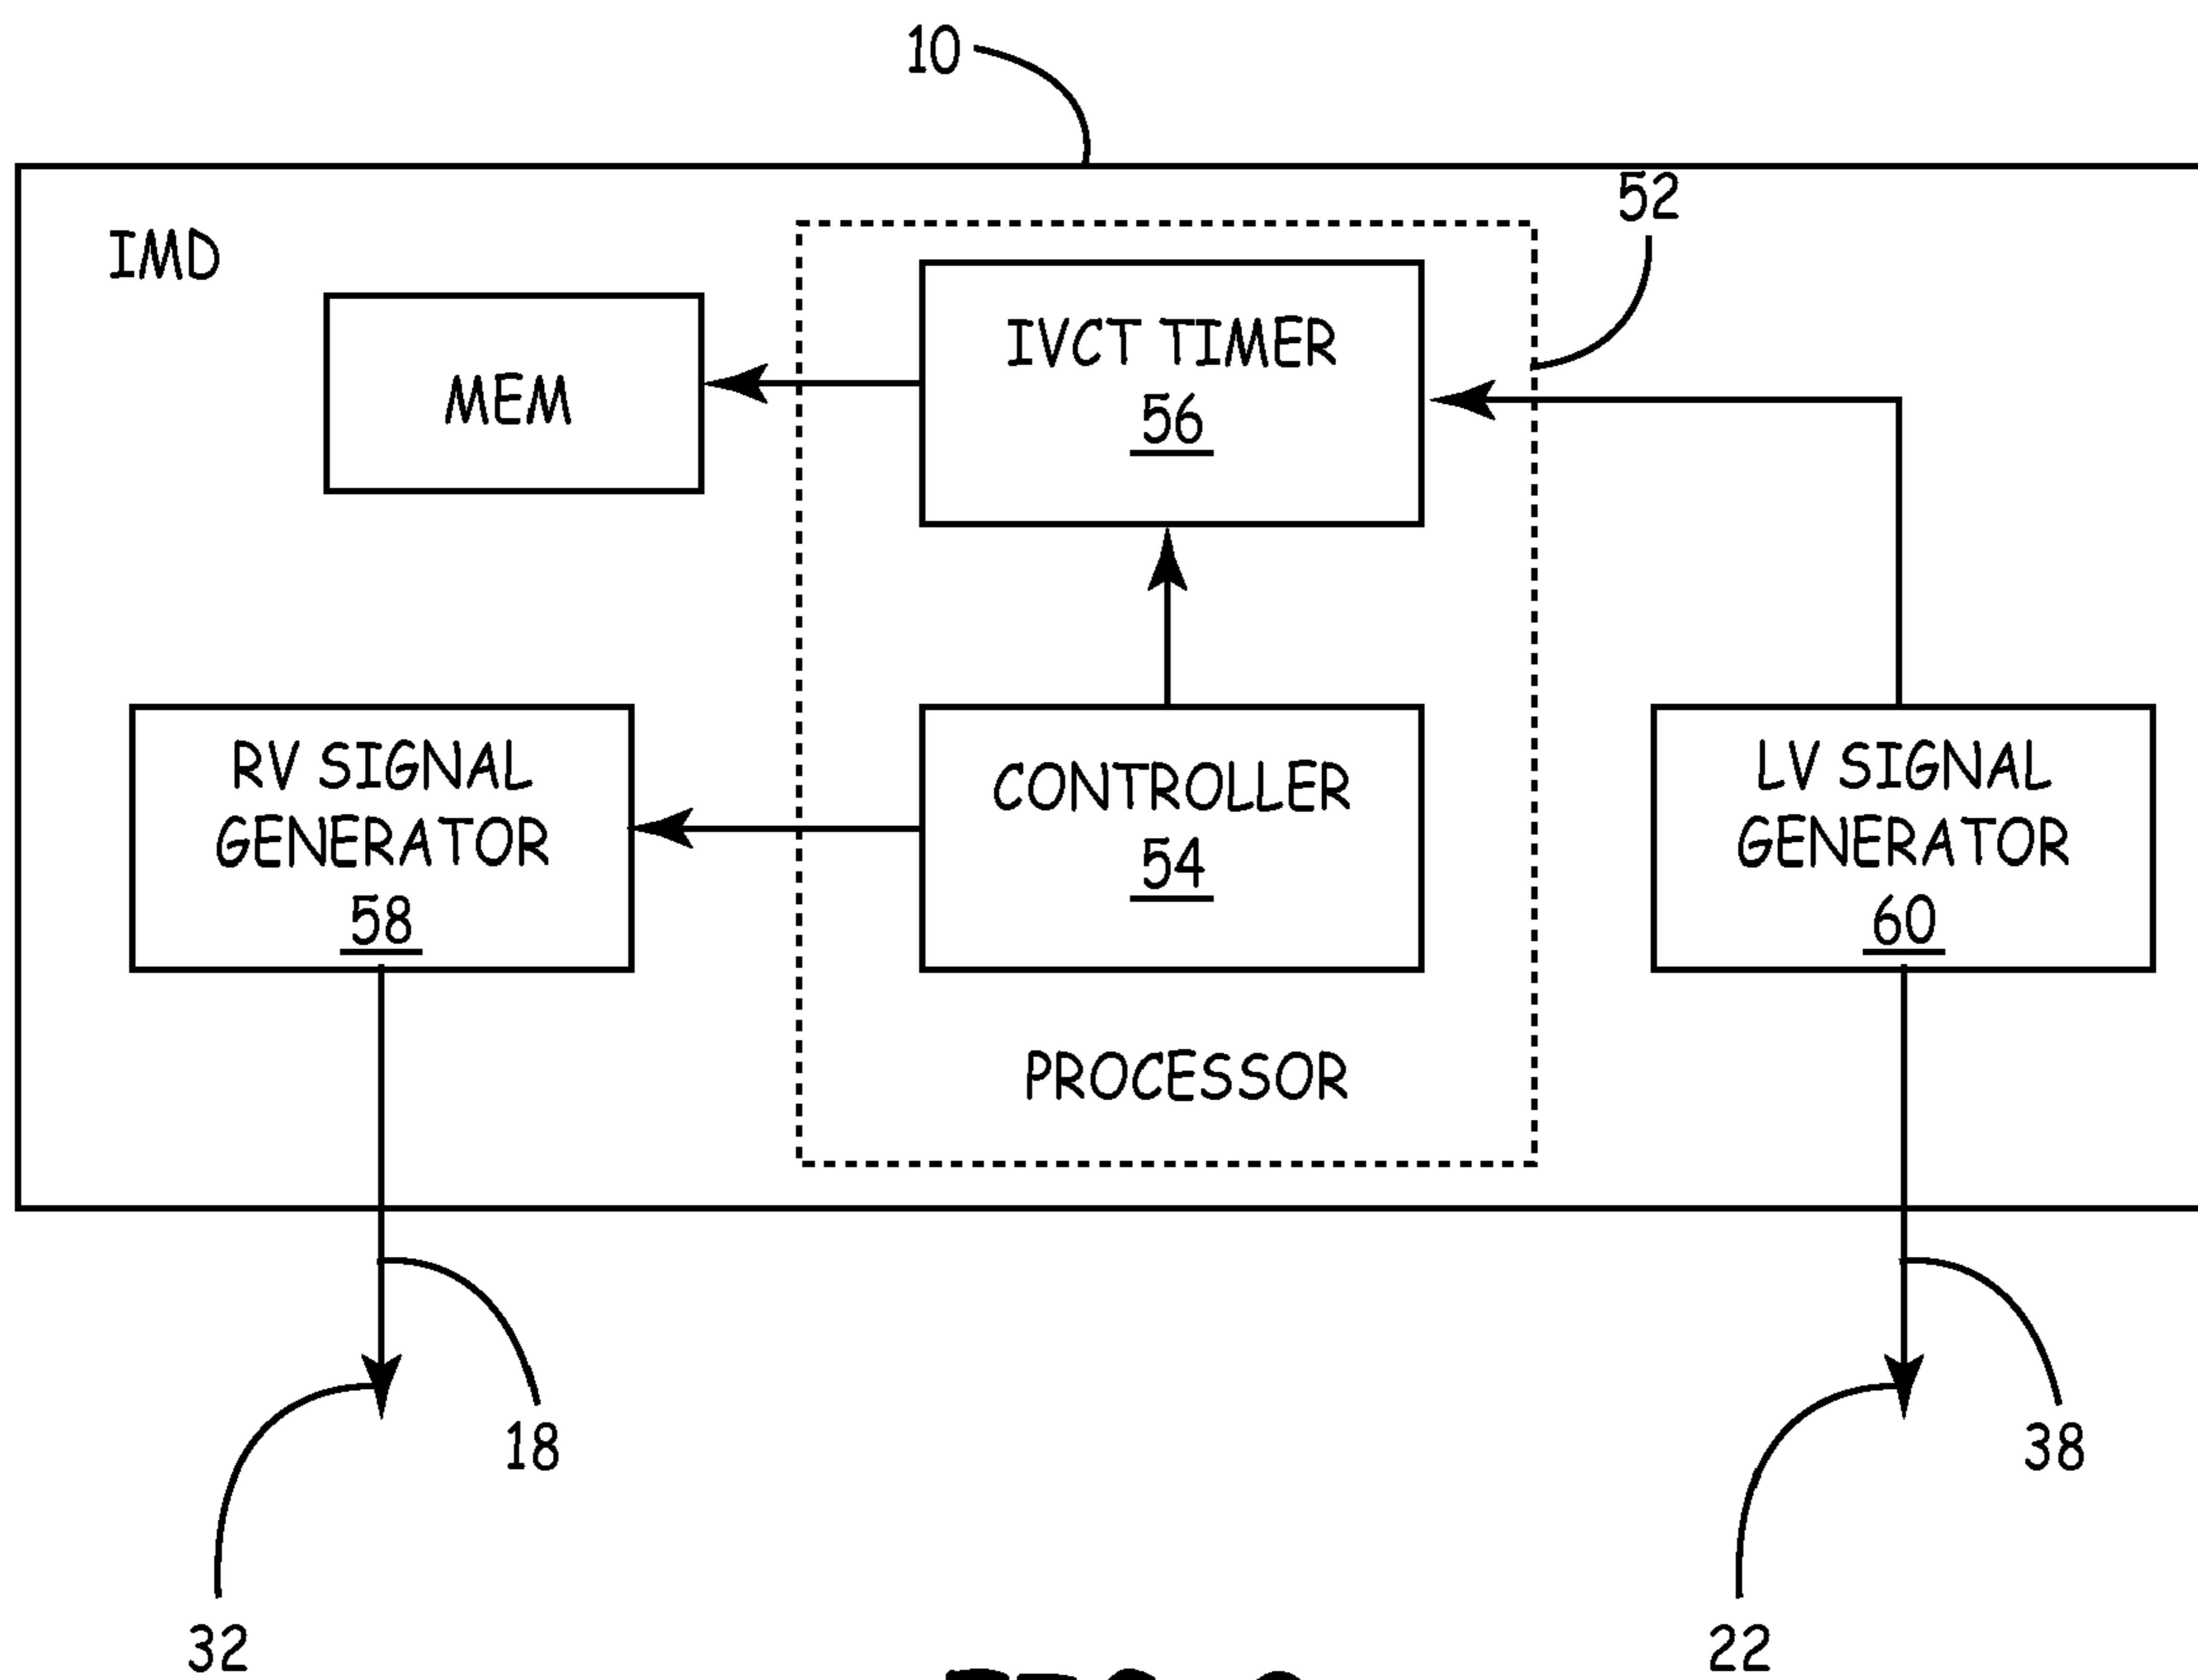 10
52
IMD
IVCT TIMER
56
MEM
RV SIGNAL
GENERATOR
58
CONTROLLER
54
LV SIGNAL
GENERATOR
60
PROCESSOR
18
38
32
22